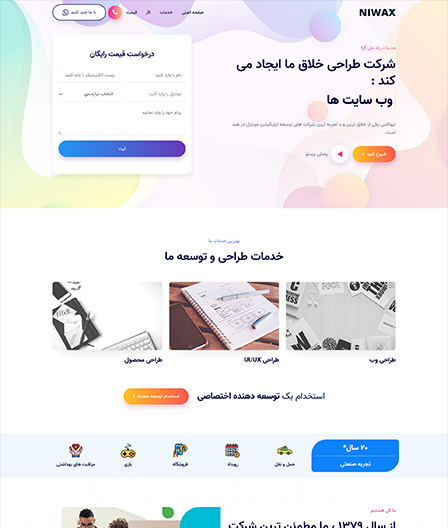 NIWAX
صفحه اصلی
خدمات
کار
قیمت
با ما چت کنید
خدمات راه حل گرا
شرکت طراحی خلاق ما ایجاد می
کند :
وب سایت ها
نیواکس یکی از خلاق ترین و با تجربه ترین شرکت های توسعه اپلیکیشن موبایل در هند
است.
شروع کنید
پخش ویدئو
درخواست قیمت رایگان
نام را وارد کنید
پست الکترونیک را وارد کنید
موبایل را وارد کنید
انتخاب نیازمندی
پیام خود را وارد نمایید
ثبت
بهترین خدمات ما
خدمات طراحی و توسعه ما
طراحی وب
طراحی UI/UX
طراحی محصول
استخدام یک توسعه دهنده اختصاصی
استخدام توسعه دهنده
۲۰ سال*
تجربه صنعتی
حمل و نقل
رویداد
فروشگاه
بازی
مراقبت های بهداشتی
ما کی هستیم
از سال ۱۳۷۹ ، ما مطمئن ترین شرکت